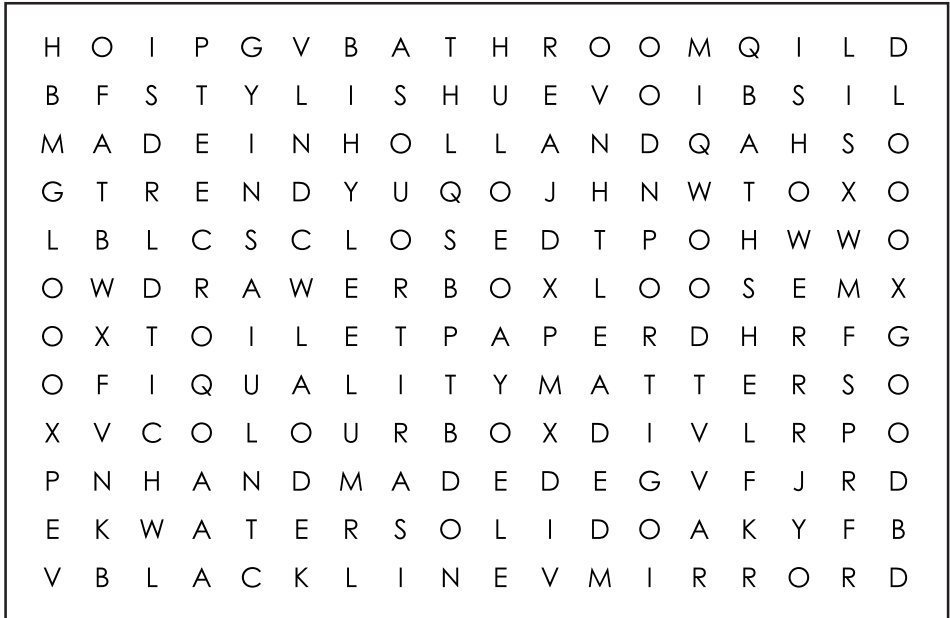 H O I P G V B A T H R O O M Q I L D
B F S T Y L I S H U E V O I B S I L
M A D E I N H O L L A N D Q A H S O
G T R E N D Y U Q O J H N W T O X O
L B L C S C L O S E D T P O H W W O
O W D R A W E R B O X L O O S E M X
O X T O I L E T P A P E R D H R F G
O F I Q U A L I T Y M A T T E R S O
X V C O L O U R B O X D I V L R P O
P N H A N D M A D E D E G V F J R D
E K W A T E R S O L I D O A K Y F B
V B L A C K L I N E V M I R R O R D